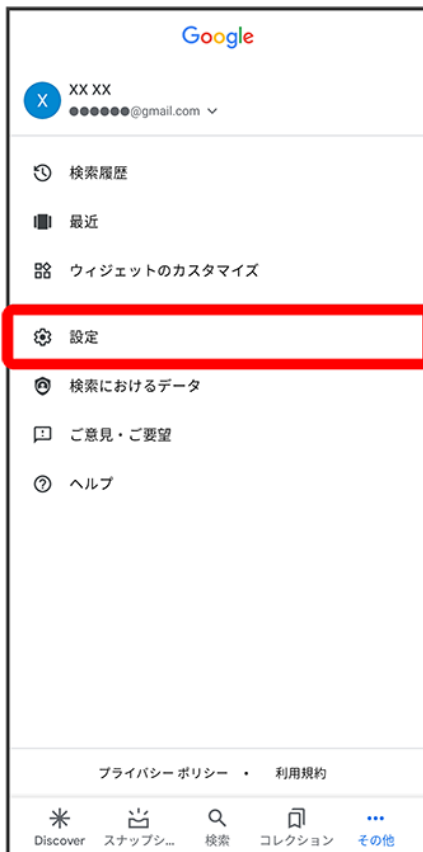 Google
X
XX XX
●●●●●●@gmail.com
検索履歴
最近
ウィジェットのカスタマイズ
設定
検索におけるデータ
ご意見・ご要望
ヘルプ
プライバシー ポリシー ・ 利用規約
Discover スナップシ... 検索 コレクション その他